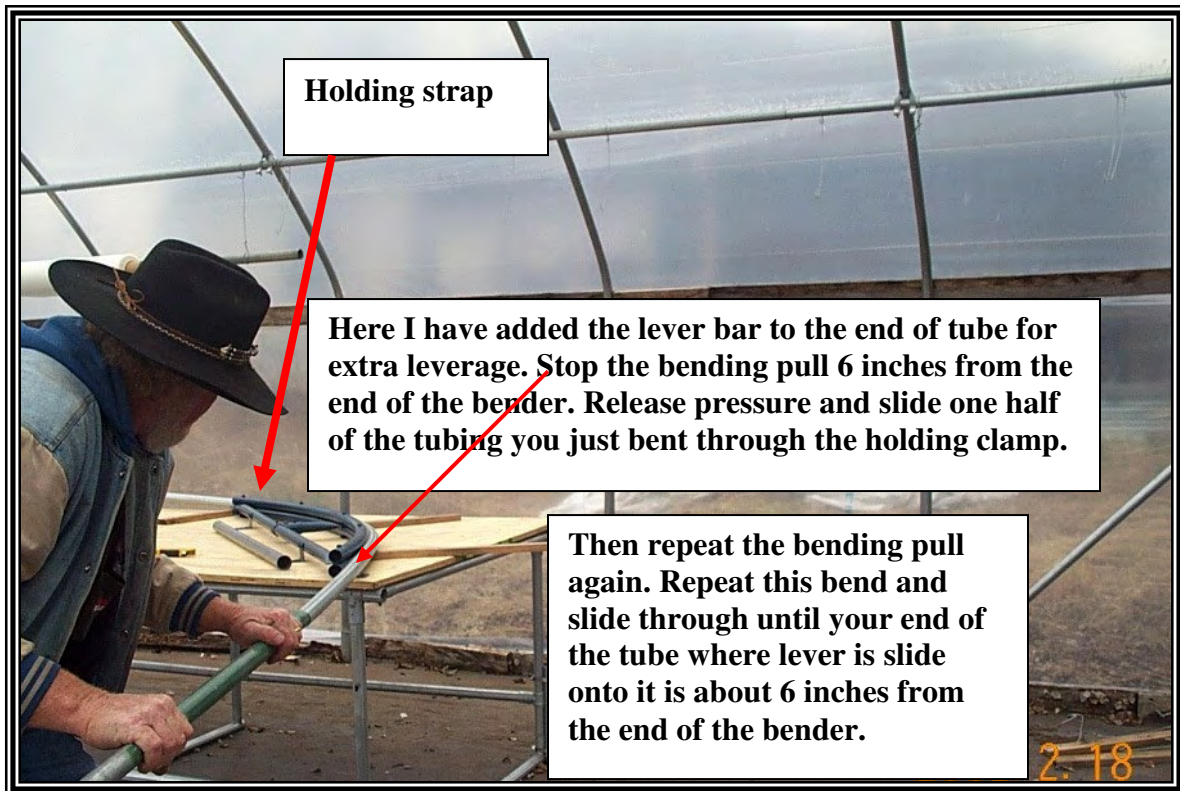 Holding strap
Here I have added the lever bar to the end of tube for
extra leverage. Stop the bending pull 6 inches from the
end of the bender. Release pressure and slide one half
of the tubing you just bent through the holding clamp.
Then repeat the bending pull
again. Repeat this bend and
slide through until your end of
the tube where lever is slide
onto it is about 6 inches from
the end of the bender.
2. 18